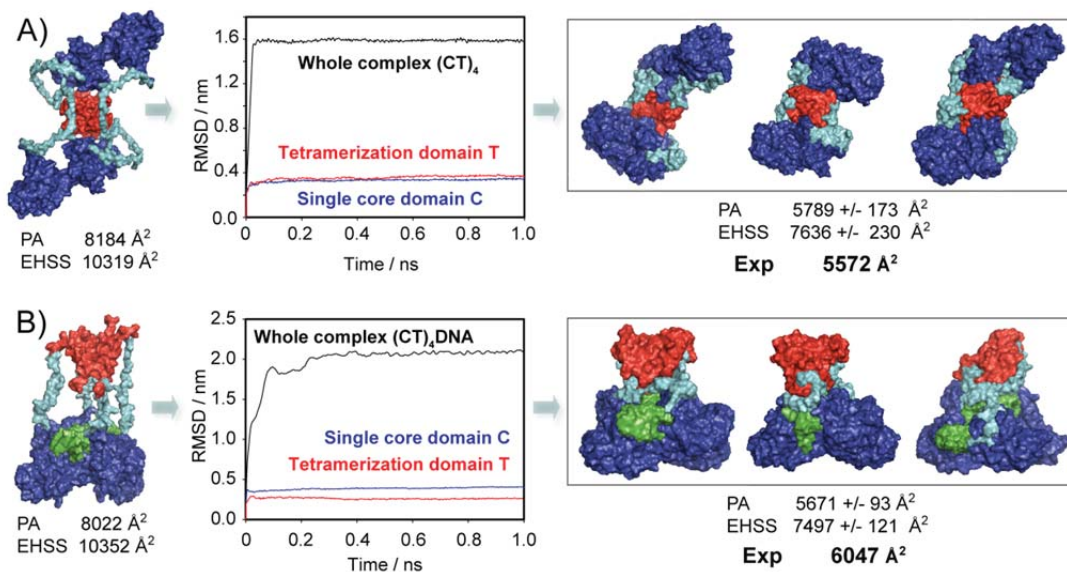 A)
PA 8184 Å²
EHSS 10319 Å²
RMSD / nm
1.6
1.2
0.8
0.4
0.0
Whole complex (CT)₄
Tetramerization domain T
Single core domain C
0 0.2 0.4 0.6 0.8 1.0
Time / ns
PA 5789 +/- 173 Å²
EHSS 7636 +/- 230 Å²
Exp 5572 Å²
B)
PA 8022 Å²
EHSS 10352 Å²
RMSD / nm
2.5
2.0
1.5
1.0
0.5
0.0
Whole complex (CT)₄DNA
Single core domain C
Tetramerization domain T
0 0.2 0.4 0.6 0.8 1.0
Time / ns
PA 5671 +/- 93 Å²
EHSS 7497 +/- 121 Å²
Exp 6047 Å²